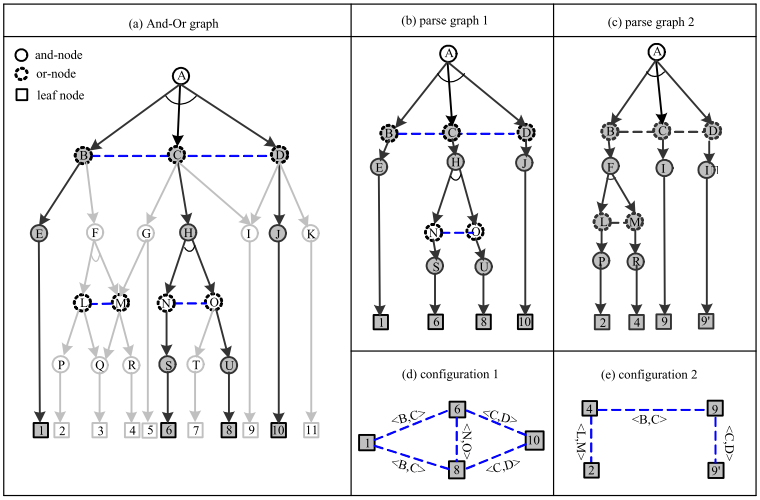 (a) And-Or graph
and-node
or-node
leaf node
A
B C D
E F G H I J K
L M N O
P Q R S T U
1 2 3 4 5 6 7 8 9 10 11
(b) parse graph 1
A
B C D
E H J
N O
S U
1 6 8 10
(c) parse graph 2
A
B C D
F I I'
L M
P R
2 4 9 9'
(d) configuration 1
<B,C> 6 <C,D>
1 <N,O> 10
<B,C> 8 <C,D>
(e) configuration 2
4 <B,C> 9
<L,M> <C,D>
2 9'